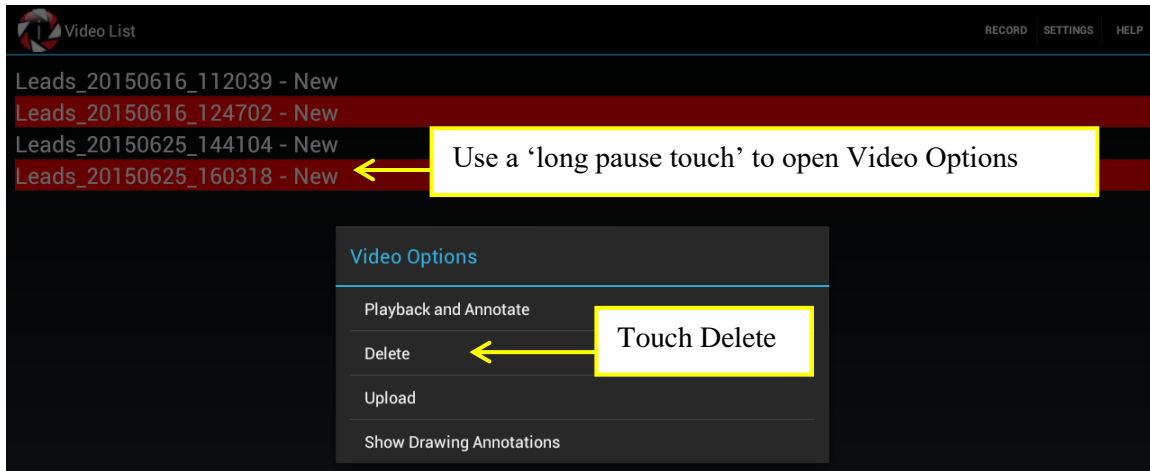 i Video List RECORD SETTINGS HELP
Leads_20150616_112039 - New
Leads_20150616_124702 - New
Leads_20150625_144104 - New
Leads_20150625_160318 - New
Use a ‘long pause touch’ to open Video Options
Video Options
Playback and Annotate
Delete
Touch Delete
Upload
Show Drawing Annotations